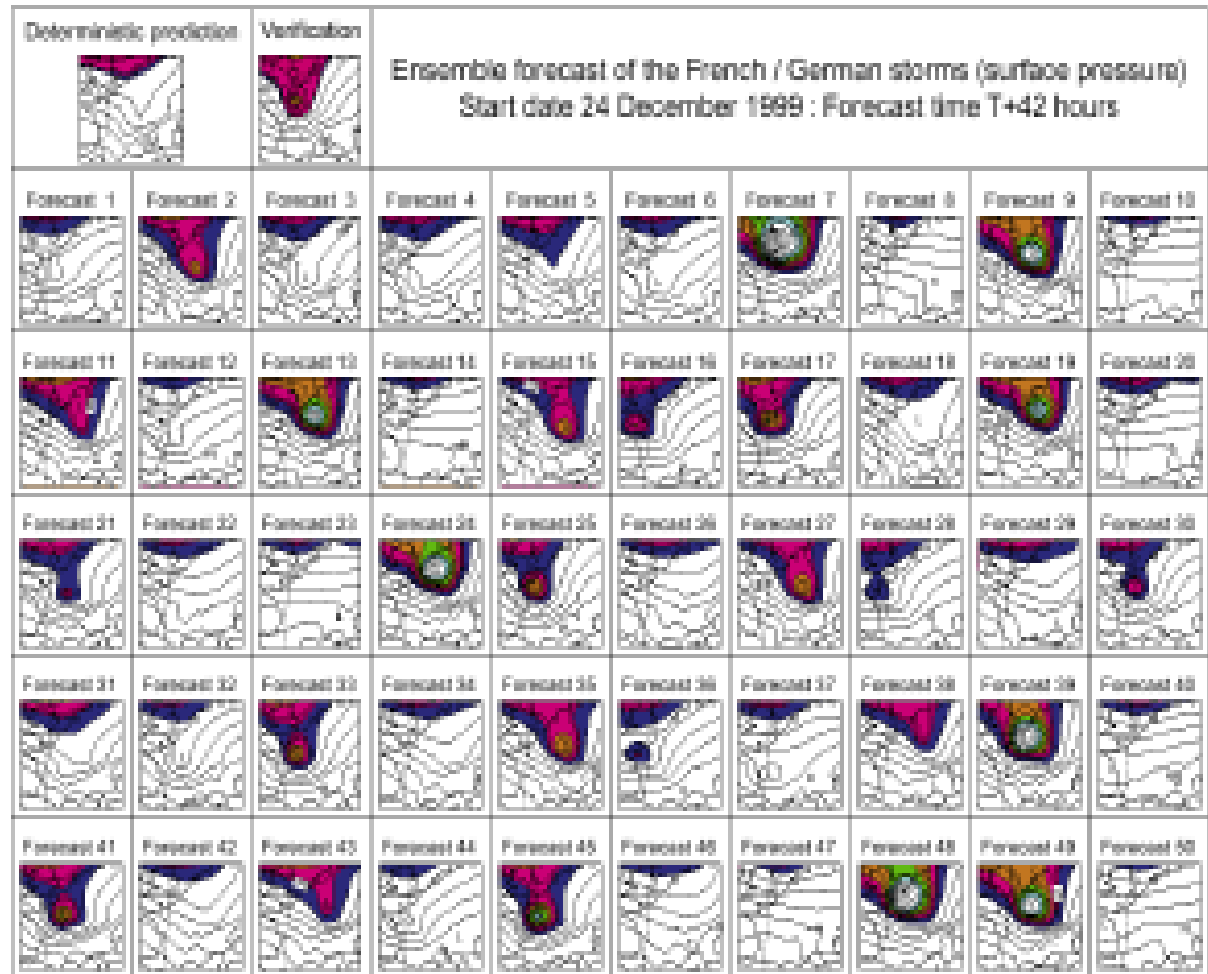 Deterministic prediction
Verification
Ensemble forecast of the French / German storms (surface pressure)
Start date 24 December 1999 : Forecast time T+42 hours
Forecast 1
Forecast 2
Forecast 3
Forecast 4
Forecast 5
Forecast 6
Forecast 7
Forecast 8
Forecast 9
Forecast 10
Forecast 11
Forecast 12
Forecast 13
Forecast 14
Forecast 15
Forecast 16
Forecast 17
Forecast 18
Forecast 19
Forecast 20
Forecast 21
Forecast 22
Forecast 23
Forecast 24
Forecast 25
Forecast 26
Forecast 27
Forecast 28
Forecast 29
Forecast 30
Forecast 31
Forecast 32
Forecast 33
Forecast 34
Forecast 35
Forecast 36
Forecast 37
Forecast 38
Forecast 39
Forecast 40
Forecast 41
Forecast 42
Forecast 43
Forecast 44
Forecast 45
Forecast 46
Forecast 47
Forecast 48
Forecast 49
Forecast 50